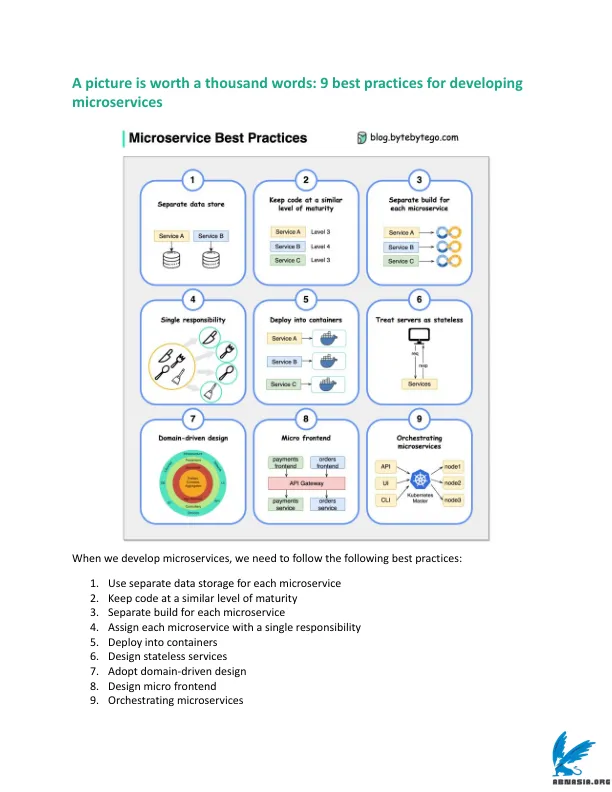 A picture is worth a thousand words: 9 best practices for developing
microservices
Microservice Best Practices
blog.bytebytego.com
1
Separate data store
Service A
Service B
2
Keep code at a similar
level of maturity
Service A Level 3
Service B Level 4
Service C Level 3
3
Separate build for
each microservice
Service A
Service B
Service C
4
Single responsibility
5
Deploy into containers
Service A
Service B
Service C
6
Treat servers as stateless
Services
7
Domain-driven design
8
Micro frontend
payments
frontend
orders
frontend
API Gateway
payments
service
orders
service
9
Orchestrating
microservices
API
UI
CLI
Kubernetes
Master
node1
node2
node3
When we develop microservices, we need to follow the following best practices:
1. Use separate data storage for each microservice
2. Keep code at a similar level of maturity
3. Separate build for each microservice
4. Assign each microservice with a single responsibility
5. Deploy into containers
6. Design stateless services
7. Adopt domain-driven design
8. Design micro frontend
9. Orchestrating microservices
ABNASIA.ORG